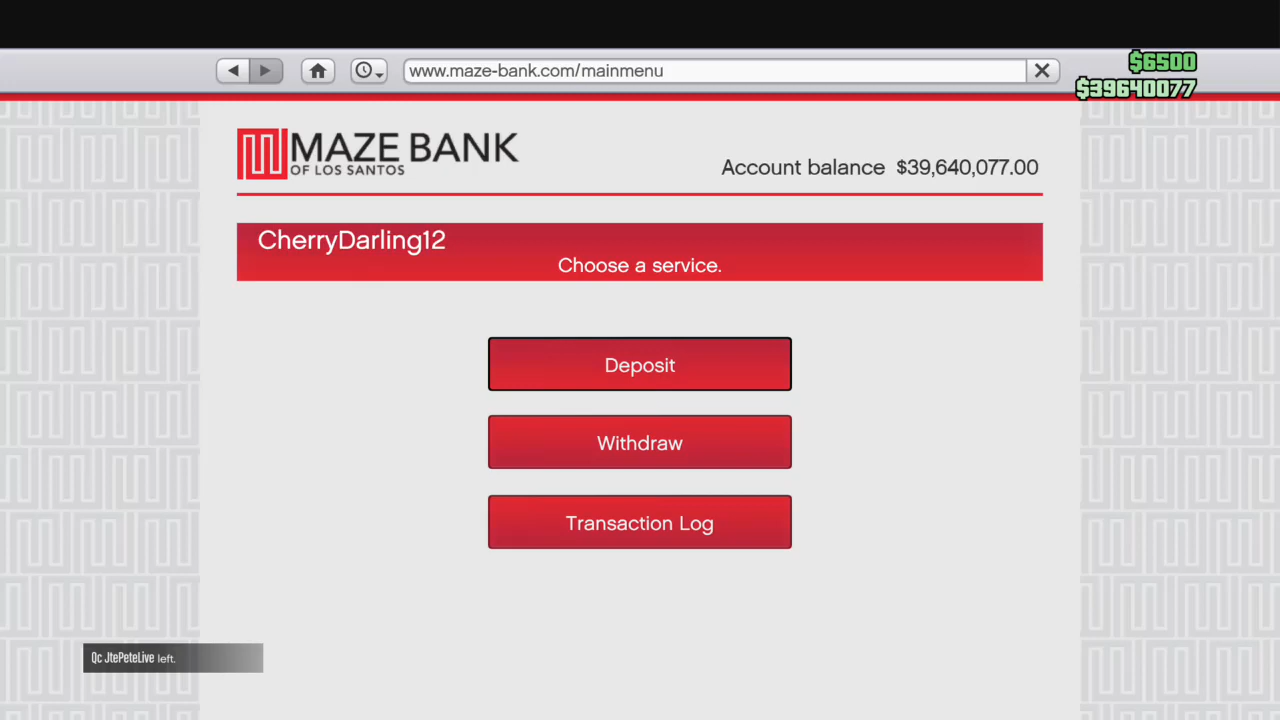 www.maze-bank.com/mainmenu
$6500
$39640077
MAZE BANK
OF LOS SANTOS
Account balance $39,640,077.00
CherryDarling12
Choose a service.
Deposit
Withdraw
Transaction Log
Qc JtePeteLive left.